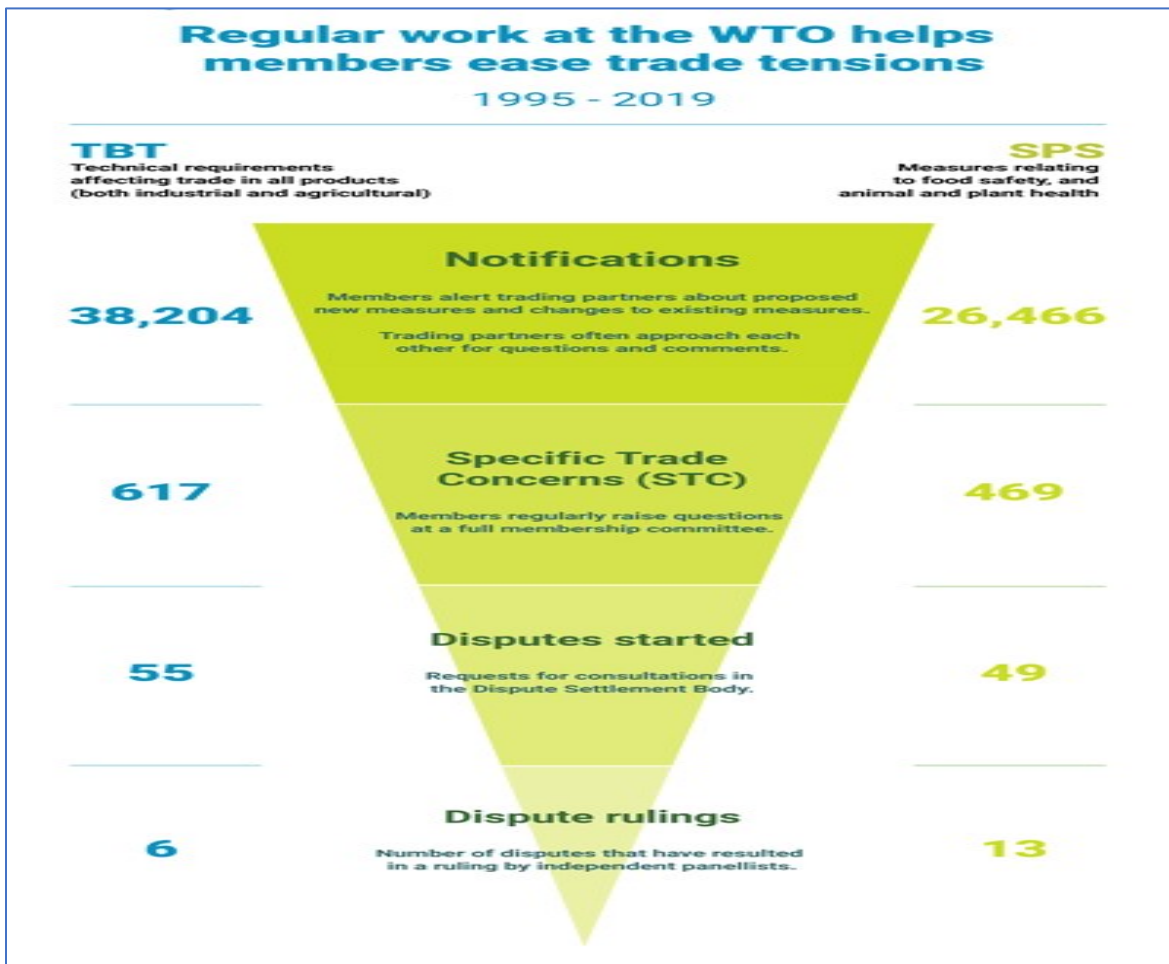 Regular work at the WTO helps
members ease trade tensions
1995 - 2019
TBT
Technical requirements
affecting trade in all products
(both industrial and agricultural)
SPS
Measures relating
to food safety, and
animal and plant health
Notifications
Members alert trading partners about proposed
new measures and changes to existing measures.
Trading partners often approach each
other for questions and comments.
38,204
26,466
Specific Trade
Concerns (STC)
Members regularly raise questions
at a full membership committee.
617
469
Disputes started
Requests for consultations in
the Dispute Settlement Body.
55
49
Dispute rulings
Number of disputes that have resulted
in a ruling by independent panellists.
6
13